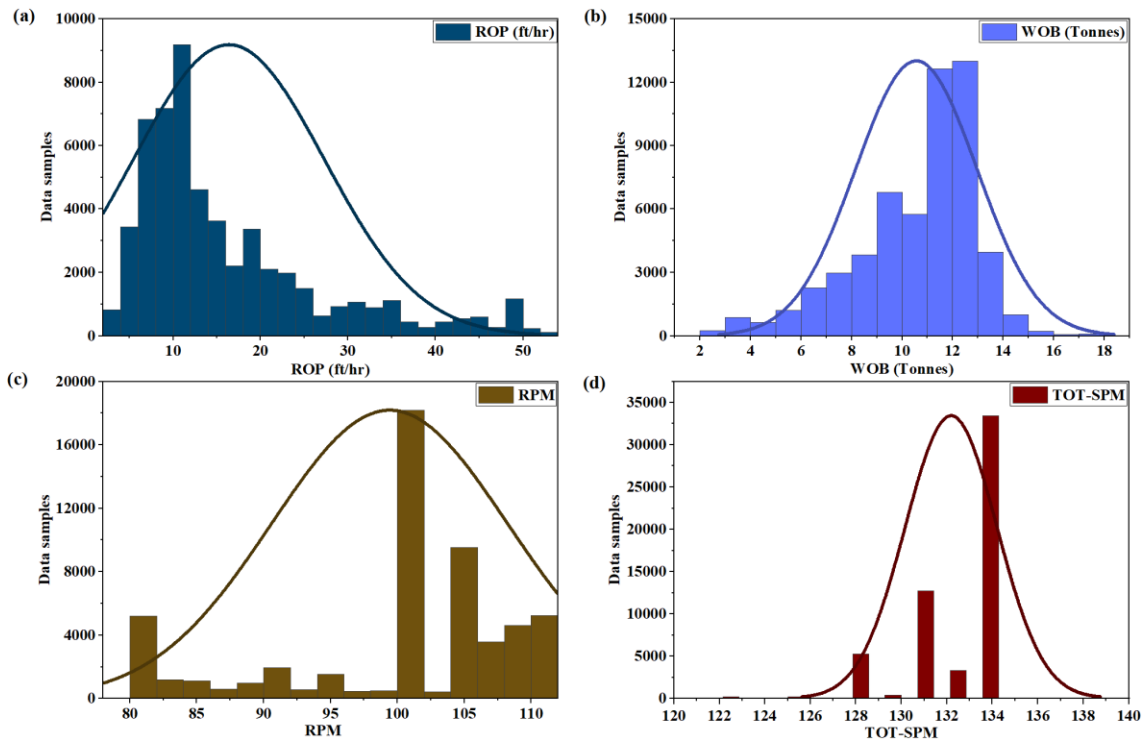 (a)
10000
8000
6000
4000
2000
0
Data samples
ROP (ft/hr)
10 20 30 40 50
ROP (ft/hr)
(b)
15000
12000
9000
6000
3000
0
Data samples
WOB (Tonnes)
2 4 6 8 10 12 14 16 18
WOB (Tonnes)
(c)
20000
16000
12000
8000
4000
0
Data samples
RPM
80 85 90 95 100 105 110
RPM
(d)
35000
30000
25000
20000
15000
10000
5000
0
Data samples
TOT-SPM
120 122 124 126 128 130 132 134 136 138 140
TOT-SPM